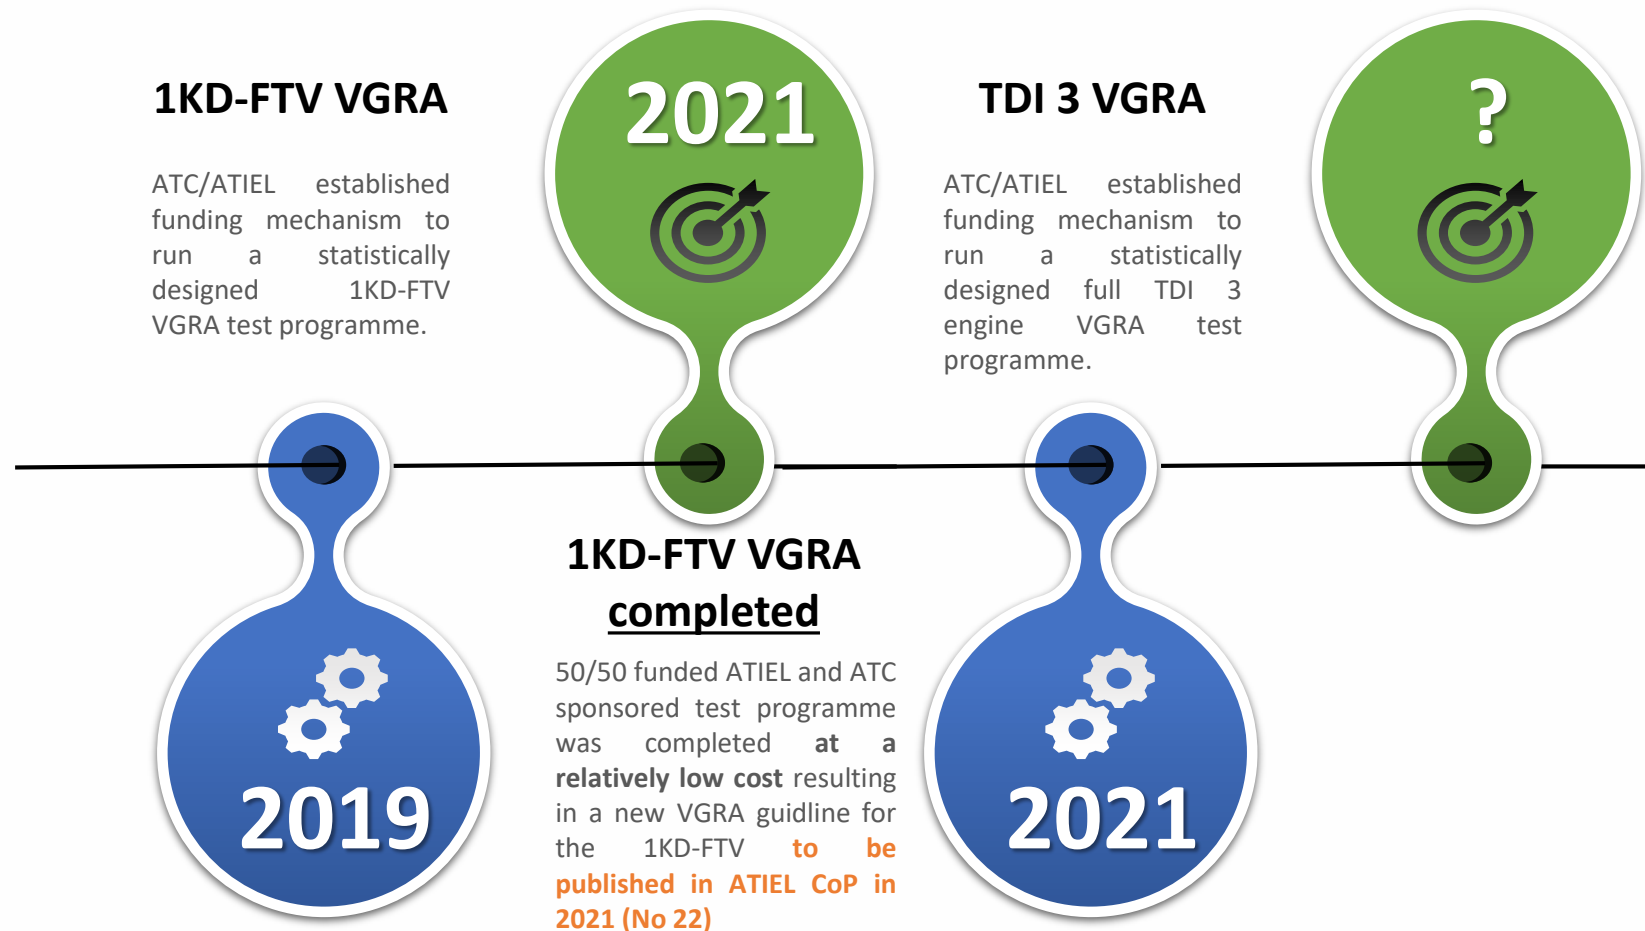 1KD-FTV VGRA
ATC/ATIEL established
funding mechanism to
run a statistically
designed 1KD-FTV
VGRA test programme.
2019
2021
1KD-FTV VGRA
completed
50/50 funded ATIEL and ATC
sponsored test programme
was completed at a
relatively low cost resulting
in a new VGRA guidline for
the 1KD-FTV to be
published in ATIEL CoP in
2021 (No 22)
TDI 3 VGRA
ATC/ATIEL established
funding mechanism to
run a statistically
designed full TDI 3
engine VGRA test
programme.
2021
?